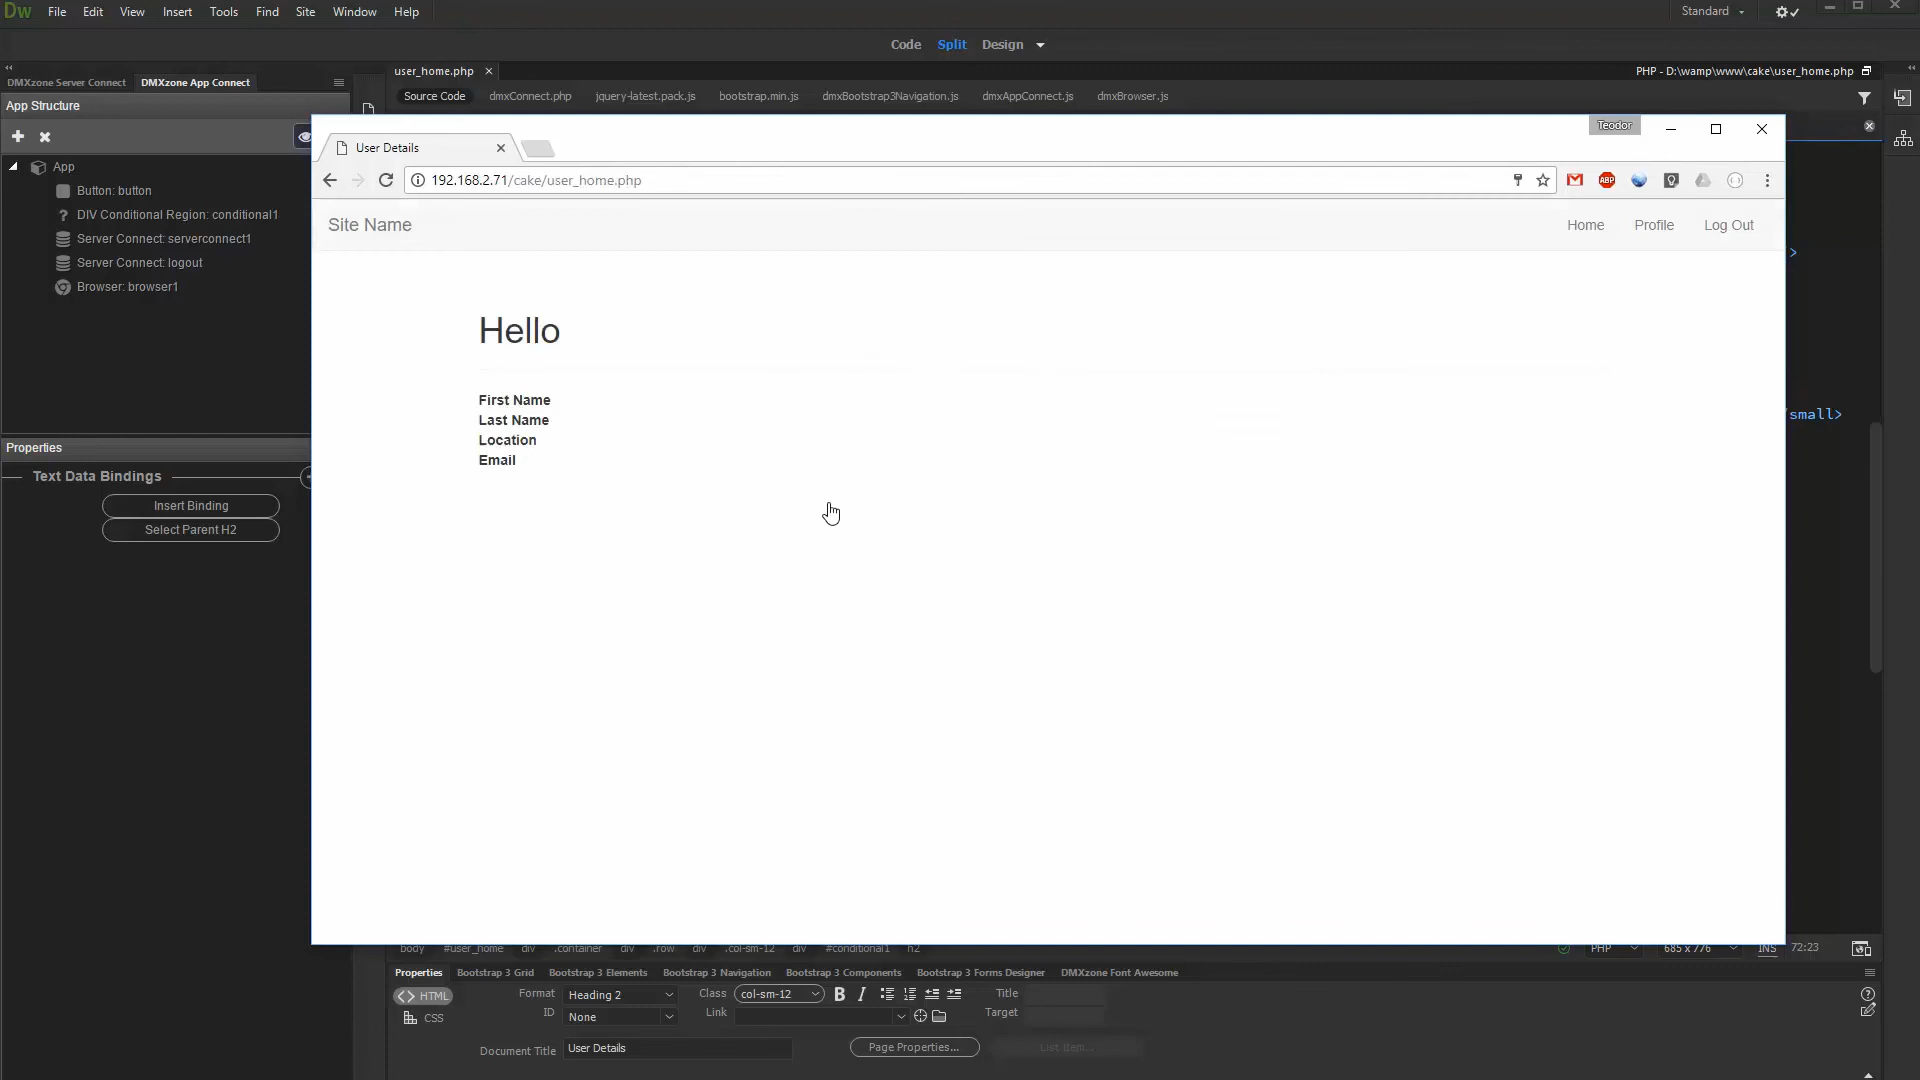 Dw File Edit View Insert Tools Find Site Window Help Standard
Code Split Design
DMXzone Server Connect DMXzone App Connect
user_home.php
PHP - D:\wamp\www\cake\user_home.php
App Structure
Source Code dmxConnect.php jquery-latest.pack.js bootstrap.min.js dmxBootstrap3Navigation.js dmxAppConnect.js dmxBrowser.js
Teodor
User Details
192.168.2.71/cake/user_home.php
ABP
App
Button: button
DIV Conditional Region: conditional1
Server Connect: serverconnect1
Server Connect: logout
Browser: browser1
Site Name
Home Profile Log Out
>
Hello
First Name
Last Name
Location
Email
small>
Properties
Text Data Bindings
Insert Binding
Select Parent H2
body #user_home div .container div .row div .col-sm-12 div #conditional1 h2
PHP 685 x 776 INS 72:23
Properties Bootstrap 3 Grid Bootstrap 3 Elements Bootstrap 3 Navigation Bootstrap 3 Components Bootstrap 3 Forms Designer DMXzone Font Awesome
<> HTML Format Heading 2 Class col-sm-12 B I Title
CSS ID None Link Target
Document Title User Details Page Properties... List Item...